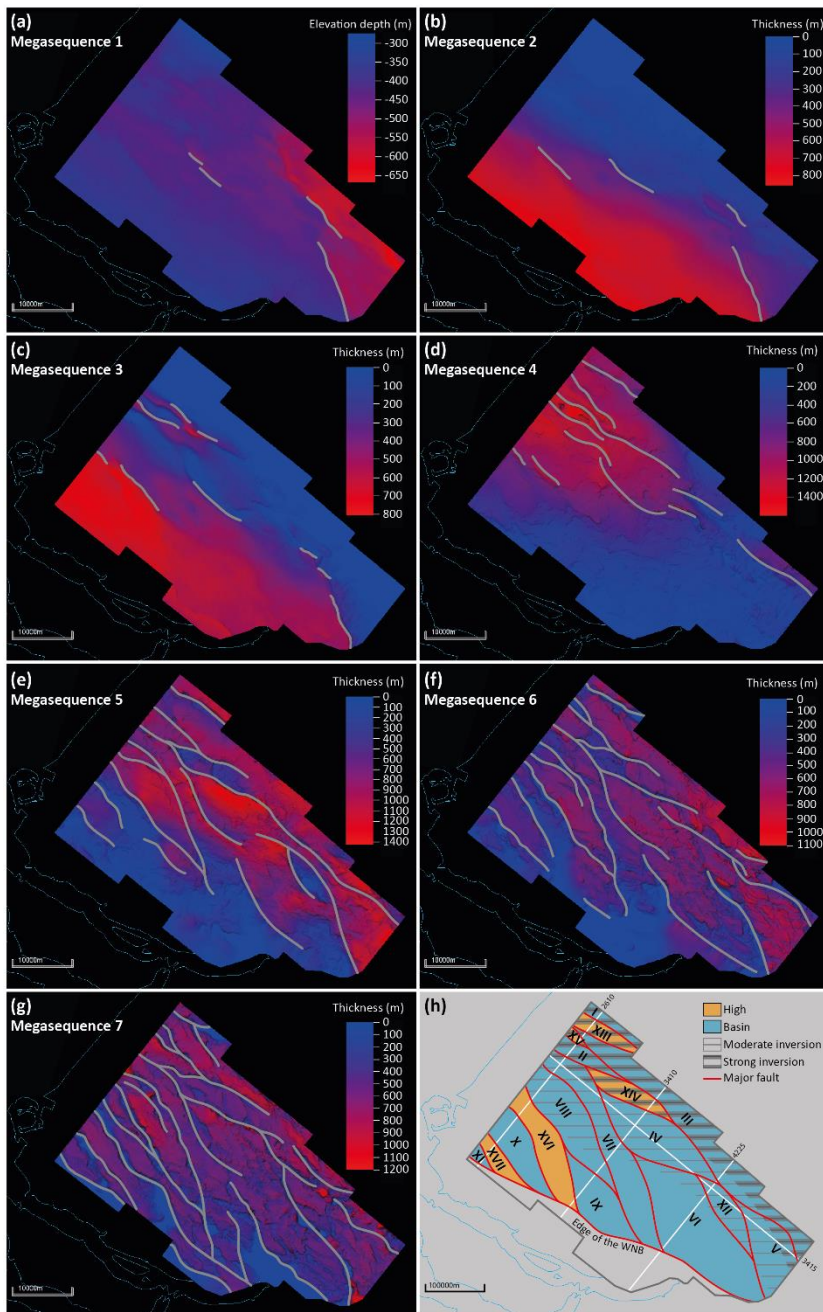 (a)
Megasequence 1
Elevation depth (m)
-300
-350
-400
-450
-500
-550
-600
-650
10000m
(b)
Megasequence 2
Thickness (m)
0
100
200
300
400
500
600
700
800
10000m
(c)
Megasequence 3
Thickness (m)
0
100
200
300
400
500
600
700
800
10000m
(d)
Megasequence 4
Thickness (m)
0
200
400
600
800
1000
1200
1400
10000m
(e)
Megasequence 5
Thickness (m)
0
100
200
300
400
500
600
700
800
900
1000
1100
1200
1300
1400
10000m
(f)
Megasequence 6
Thickness (m)
0
100
200
300
400
500
600
700
800
900
1000
1100
10000m
(g)
Megasequence 7
Thickness (m)
0
100
200
300
400
500
600
700
800
900
1000
1100
1200
10000m
(h)
High
Basin
Moderate inversion
Strong inversion
Major fault
2610
I
XIII
XV
II
3410
XIV
III
VIII
IV
VII
4225
X
XVI
XI
XVII
IX
XII
VI
V
3415
Edge of the WNB
100000m